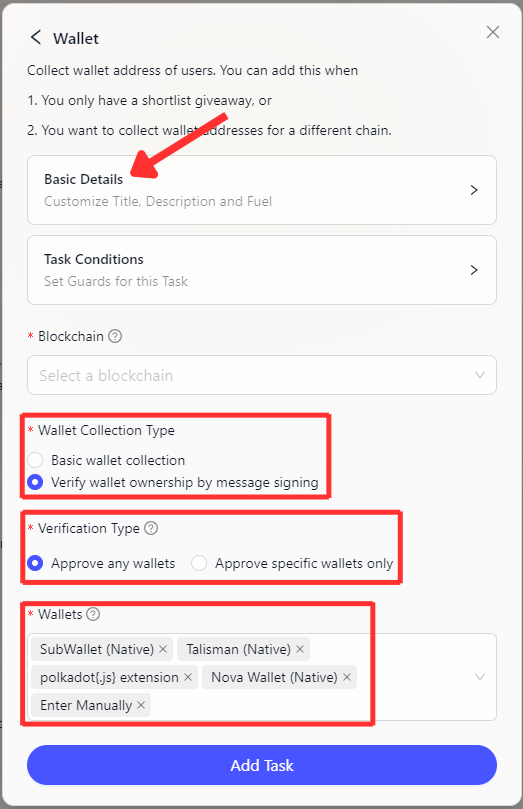 Wallet
Collect wallet address of users. You can add this when
1. You only have a shortlist giveaway, or
2. You want to collect wallet addresses for a different chain.
Basic Details
Customize Title, Description and Fuel
Task Conditions
Set Guards for this Task
* Blockchain
Select a blockchain
* Wallet Collection Type
Basic wallet collection
Verify wallet ownership by message signing
* Verification Type
Approve any wallets Approve specific wallets only
* Wallets
SubWallet (Native) × Talisman (Native) ×
polkadot{.js} extension × Nova Wallet (Native) ×
Enter Manually ×
Add Task